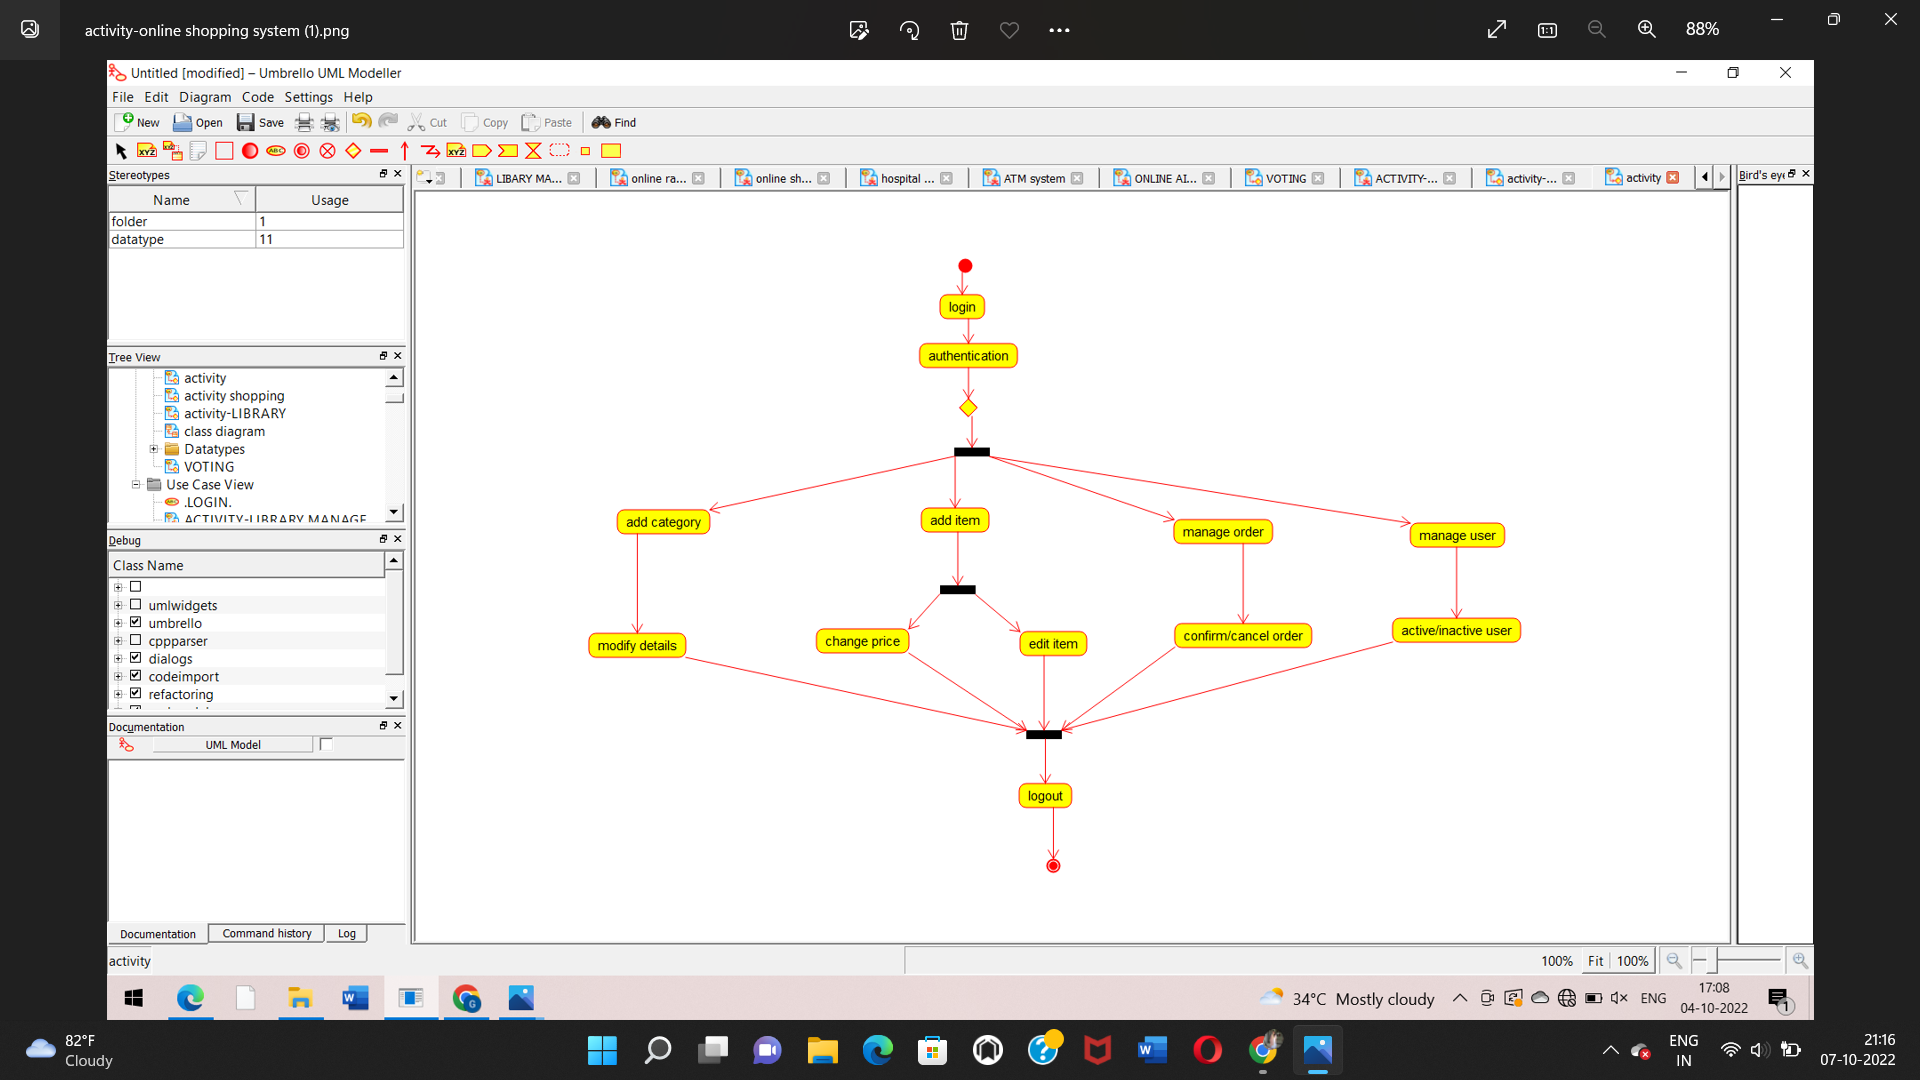 activity-online shopping system (1).png
88%
Untitled [modified] – Umbrello UML Modeller
File Edit Diagram Code Settings Help
New Open Save Cut Copy Paste Find
Stereotypes
Name Usage
folder 1
datatype 11
LIBARY MA... online ra... online sh... hospital ... ATM system ONLINE AI... VOTING ACTIVITY-... activity-... activity
Bird's eye
Tree View
activity
activity shopping
activity-LIBRARY
class diagram
Datatypes
VOTING
Use Case View
.LOGIN.
ACTIVITY-LIBRARY MANAGE
Debug
Class Name
umlwidgets
umbrello
cppparser
dialogs
codeimport
refactoring
Documentation
UML Model
Documentation Command history Log
login
authentication
add category
add item
manage order
manage user
modify details
change price
edit item
confirm/cancel order
active/inactive user
logout
activity
100% Fit 100%
34°C Mostly cloudy
ENG
17:08
04-10-2022
1
82°F
Cloudy
ENG
IN
21:16
07-10-2022